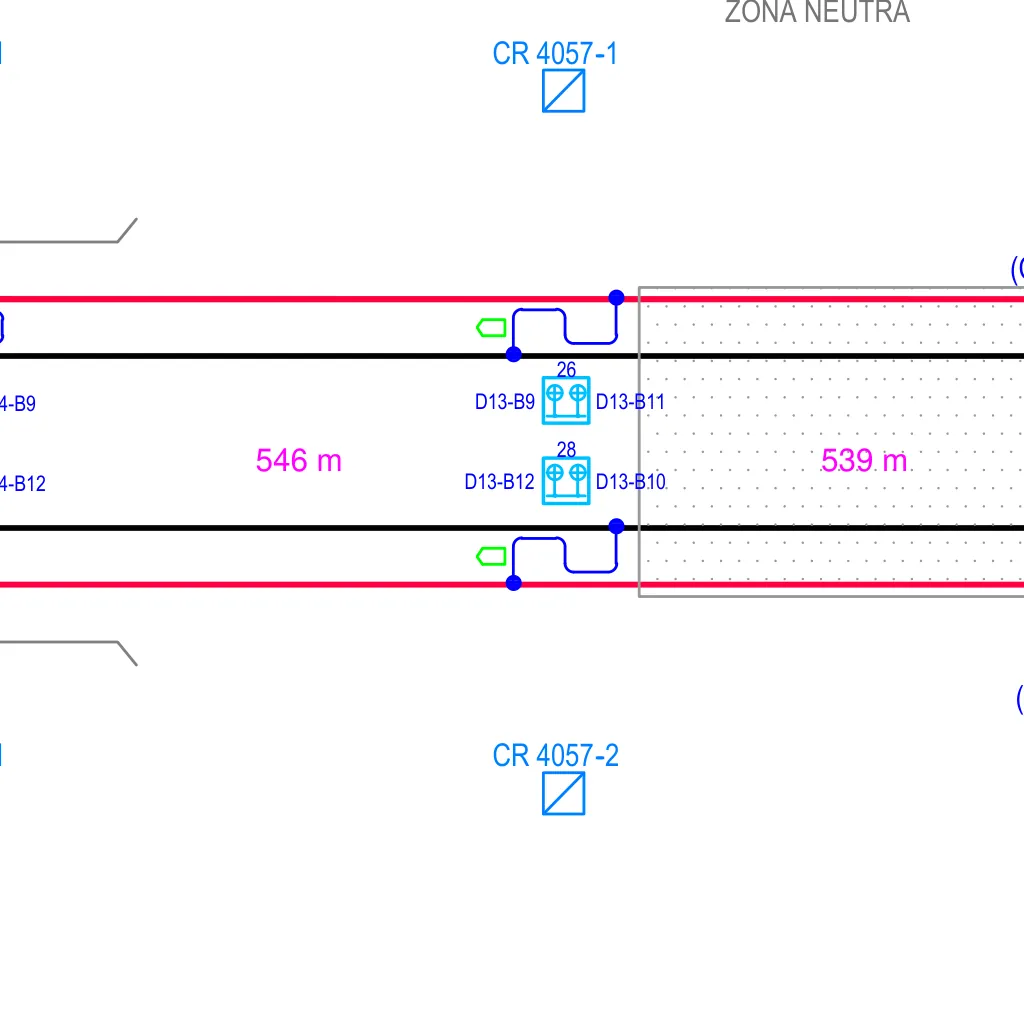 ZONA NEUTRA
CR 4057-1
26
4-B9
D13-B9
D13-B11
546 m
539 m
28
4-B12
D13-B12
D13-B10
CR 4057-2